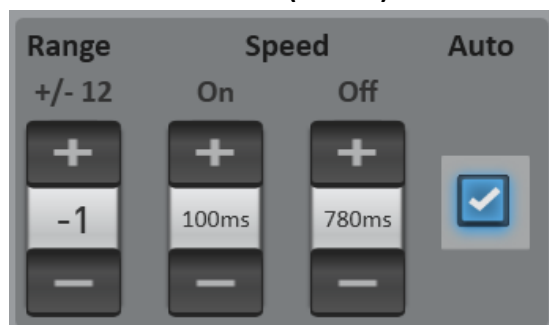 Range Speed Auto
+/- 12 On Off
+ + +
-1 100ms 780ms
− − −